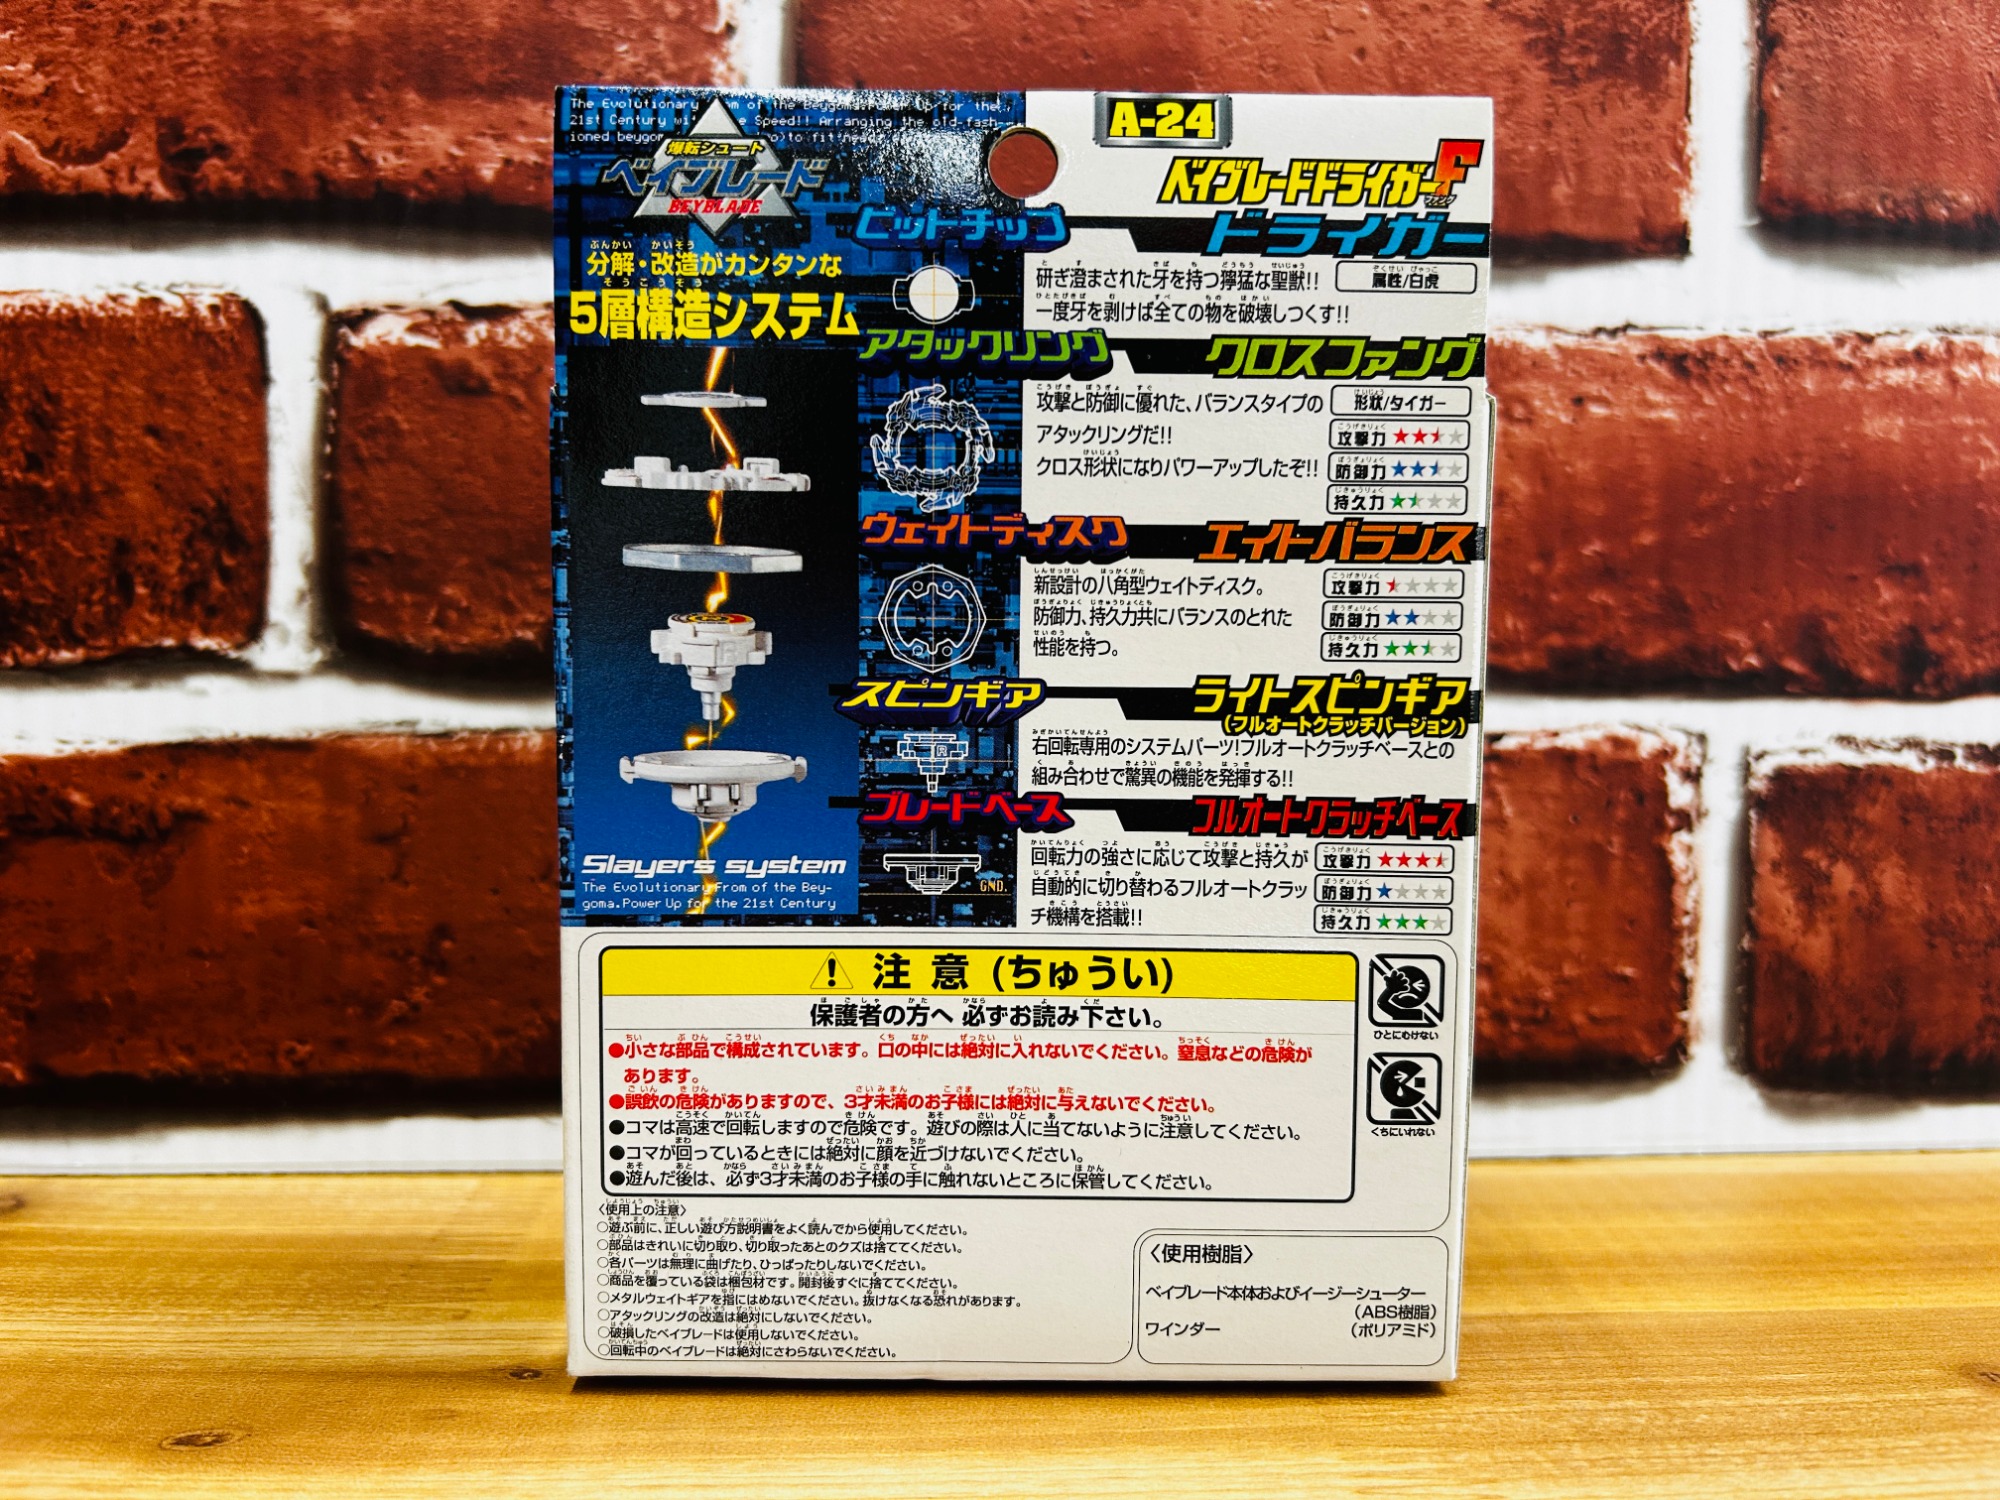 The Evolutionary
21st Century
ioned beygo
爆転シュート
ベイブレード
BEYBLADE
分解・改造がカンタンな
5層構造システム
Slayers system
The Evolutionary From of the Bey-
goma.Power Up for the 21st Century
A-24
ベイブレードドライガーF
ヒットチップ
ドライガー
研ぎ澄まされた牙を持つ獰猛な聖獣!!
属性/白虎
一度牙を剥けば全ての物を破壊しつくす!!
アタックリング
クロスファング
攻撃と防御に優れた、バランスタイプの
アタックリングだ!!
クロス形状になりパワーアップしたぞ!!
形状/タイガー
攻撃力
防御力
持久力
ウェイトディスク
エイトバランス
新設計の八角型ウェイトディスク。
防御力、持久力共にバランスのとれた
性能を持つ。
攻撃力
防御力
持久力
スピンギア
ライトスピンギア
(フルオートクラッチバージョン)
R
右回転専用のシステムパーツ!フルオートクラッチベースとの
組み合わせで驚異の機能を発揮する!!
ブレードベース
フルオートクラッチベース
GND.
回転力の強さに応じて攻撃と持久が
自動的に切り替わるフルオートクラッ
チ機構を搭載!!
攻撃力
防御力
持久力
注 意 (ちゅうい)
保護者の方へ 必ずお読み下さい。
●小さな部品で構成されています。口の中には絶対に入れないでください。窒息などの危険が
あります。
●誤飲の危険がありますので、3才未満のお子様には絶対に与えないでください。
●コマは高速で回転しますので危険です。遊びの際は人に当てないように注意してください。
●コマが回っているときには絶対に顔を近づけないでください。
●遊んだ後は、必ず3才未満のお子様の手に触れないところに保管してください。
ひとにむけない
くちにいれない
〈使用上の注意〉
○遊ぶ前に、正しい遊び方説明書をよく読んでから使用してください。
○部品はきれいに切り取り、切り取ったあとのクズは捨ててください。
○各パーツは無理に曲げたり、ひっぱったりしないでください。
○商品を覆っている袋は梱包材です。開封後すぐに捨ててください。
○メタルウェイトギアを指にはめないでください。抜けなくなる恐れがあります。
○アタックリングの改造は絶対にしないでください。
○破損したベイブレードは使用しないでください。
○回転中のベイブレードは絶対にさわらないでください。
〈使用樹脂〉
ベイブレード本体およびイージーシューター
(ABS樹脂)
ワインダー (ポリアミド)